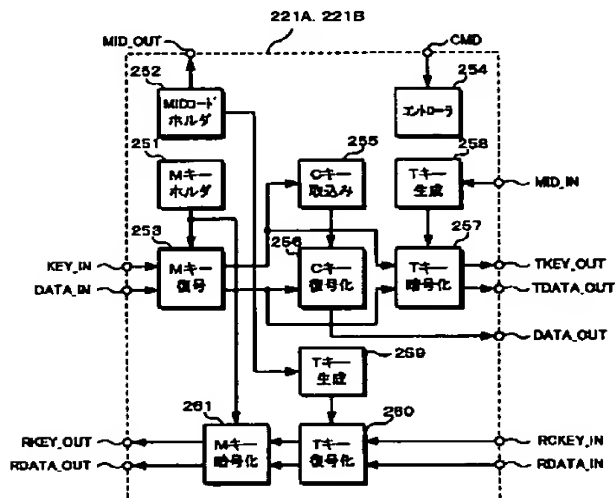 221A, 221B
MID_OUT
CMD
252
MIDコード
ホルダ
254
エントローラ
251
Mキー
ホルダ
255
Cキー
取込み
258
Tキー
生成
MID_IN
253
Mキー
復号
256
Cキー
復号化
257
Tキー
暗号化
KEY_IN
DATA_IN
TKEY_OUT
TDATA_OUT
DATA_OUT
259
Tキー
生成
261
Mキー
暗号化
260
Tキー
復号化
RKEY_OUT
RDATA_OUT
RCKEY_IN
RDATA_IN